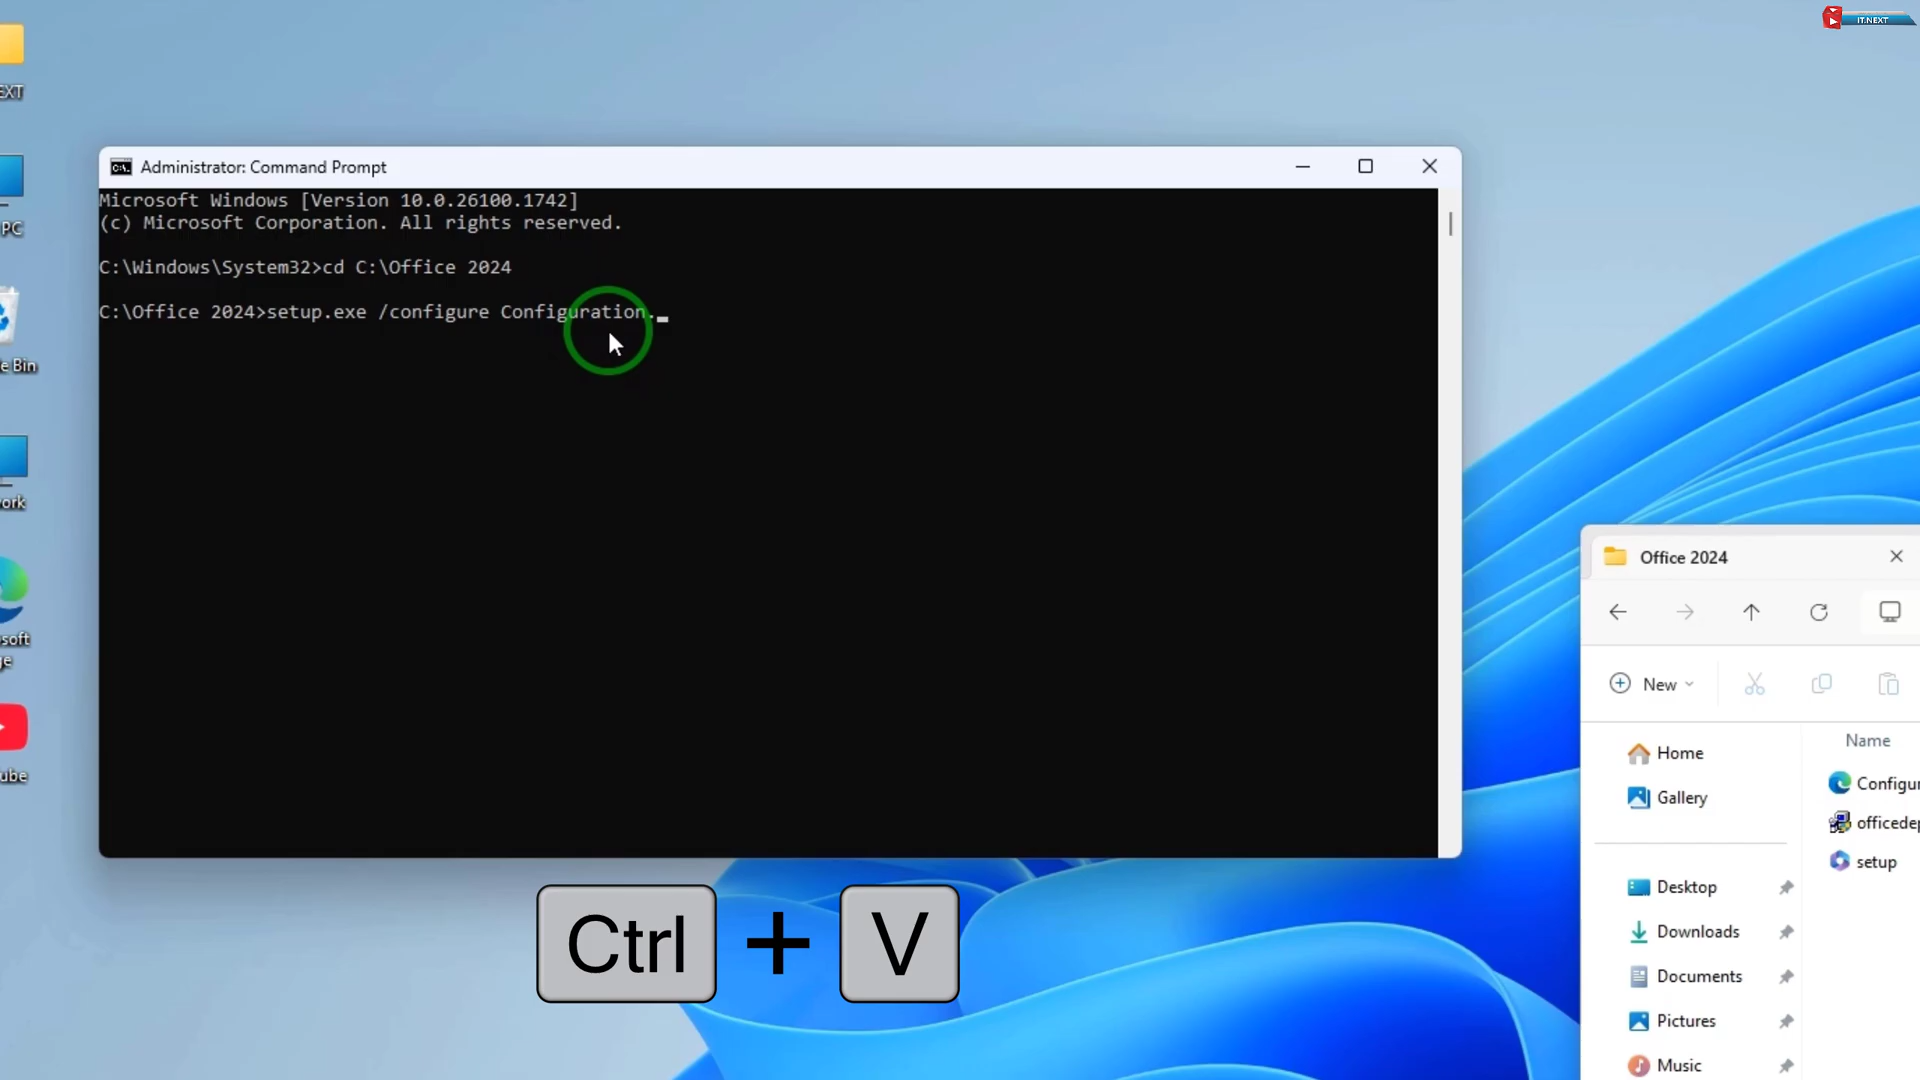 IT.NEXT
EXT
PC
e Bin
ork
soft
ge
ube
Administrator: Command Prompt
Microsoft Windows [Version 10.0.26100.1742]
(c) Microsoft Corporation. All rights reserved.
C:\Windows\System32>cd C:\Office 2024
C:\Office 2024>setup.exe /configure Configuration.
Ctrl + V
Office 2024
New
Name
Home
Gallery
Configur
officedep
setup
Desktop
Downloads
Documents
Pictures
Music